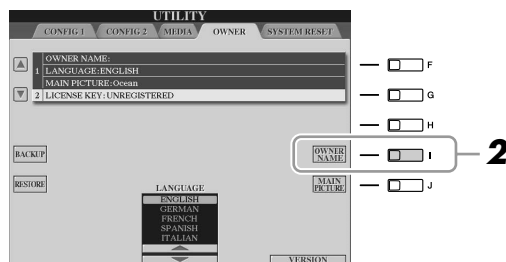 UTILITY
CONFIG 1 CONFIG 2 MEDIA OWNER SYSTEM RESET
OWNER NAME:
1 LANGUAGE:ENGLISH
MAIN PICTURE:Ocean
2 LICENSE KEY:UNREGISTERED
F
G
H
BACKUP
OWNER NAME
I
2
RESTORE
MAIN PICTURE
J
LANGUAGE
ENGLISH
GERMAN
FRENCH
SPANISH
ITALIAN
VERSION